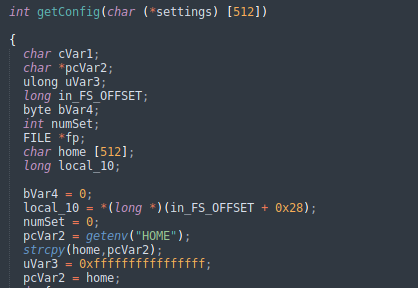 int getConfig(char (*settings) [512])
{
char cVar1;
char *pcVar2;
ulong uVar3;
long in_FS_OFFSET;
byte bVar4;
int numSet;
FILE *fp;
char home [512];
long local_10;
bVar4 = 0;
local_10 = *(long *)(in_FS_OFFSET + 0x28);
numSet = 0;
pcVar2 = getenv("HOME");
strcpy(home,pcVar2);
uVar3 = 0xffffffffffffffff;
pcVar2 = home;